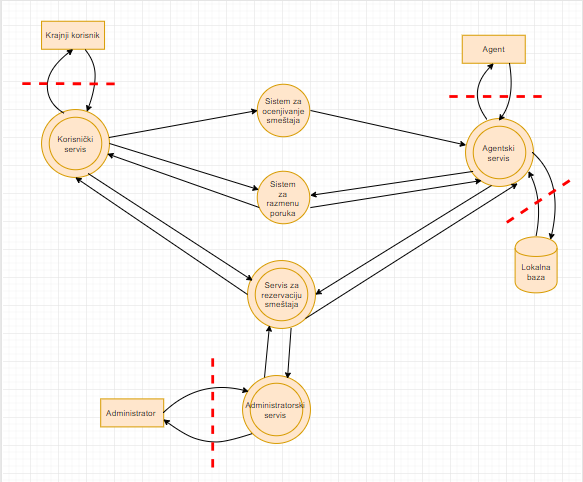 Krajnji korisnik
Agent
Sistem za
ocenjivanje
smeštaja
Korisnički
servis
Agentski
servis
Sistem
za
razmenu
poruka
Lokalna
baza
Servis za
rezervaciju
smeštaja
Administrator
Administratorski
servis